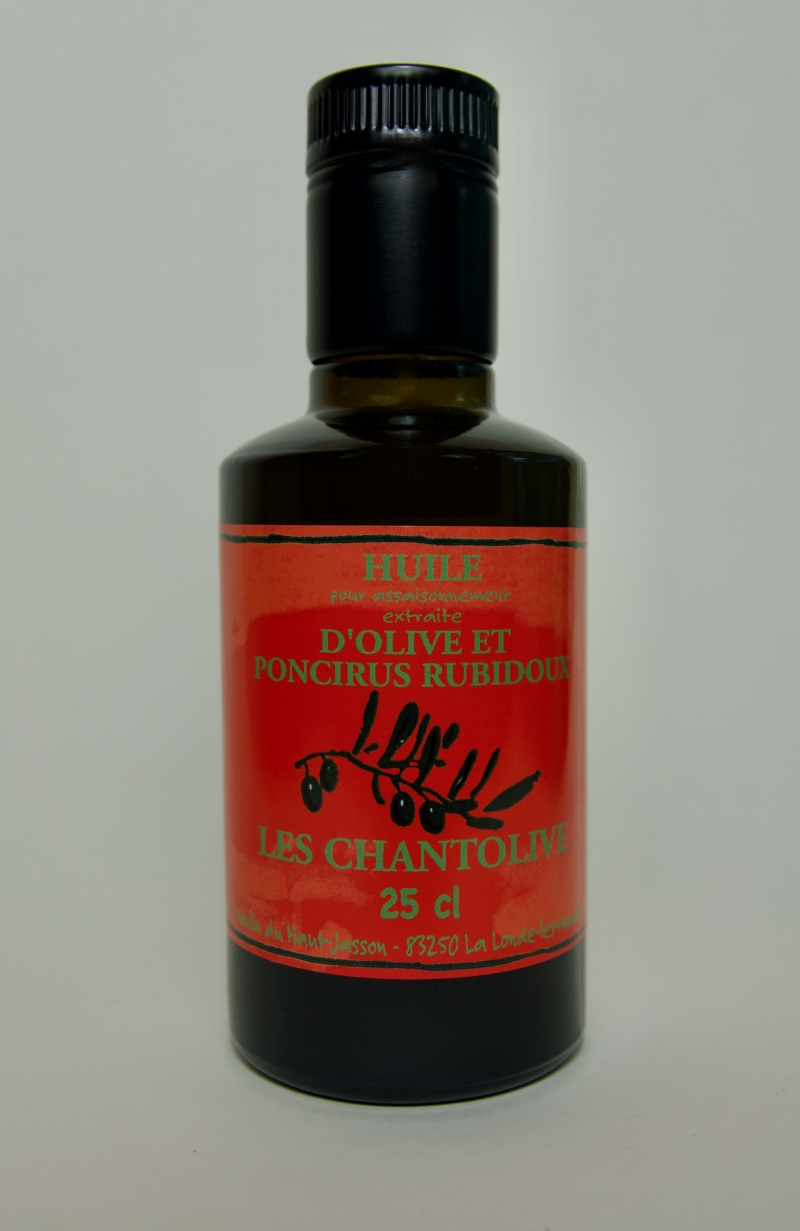 HUILE
pour assaisonnement
extraite
D'OLIVE ET
PONCIRUS RUBIDOUX
LES CHANTOLIVE
25 cl
du Haut-Jasson - 83250 La Londe-les